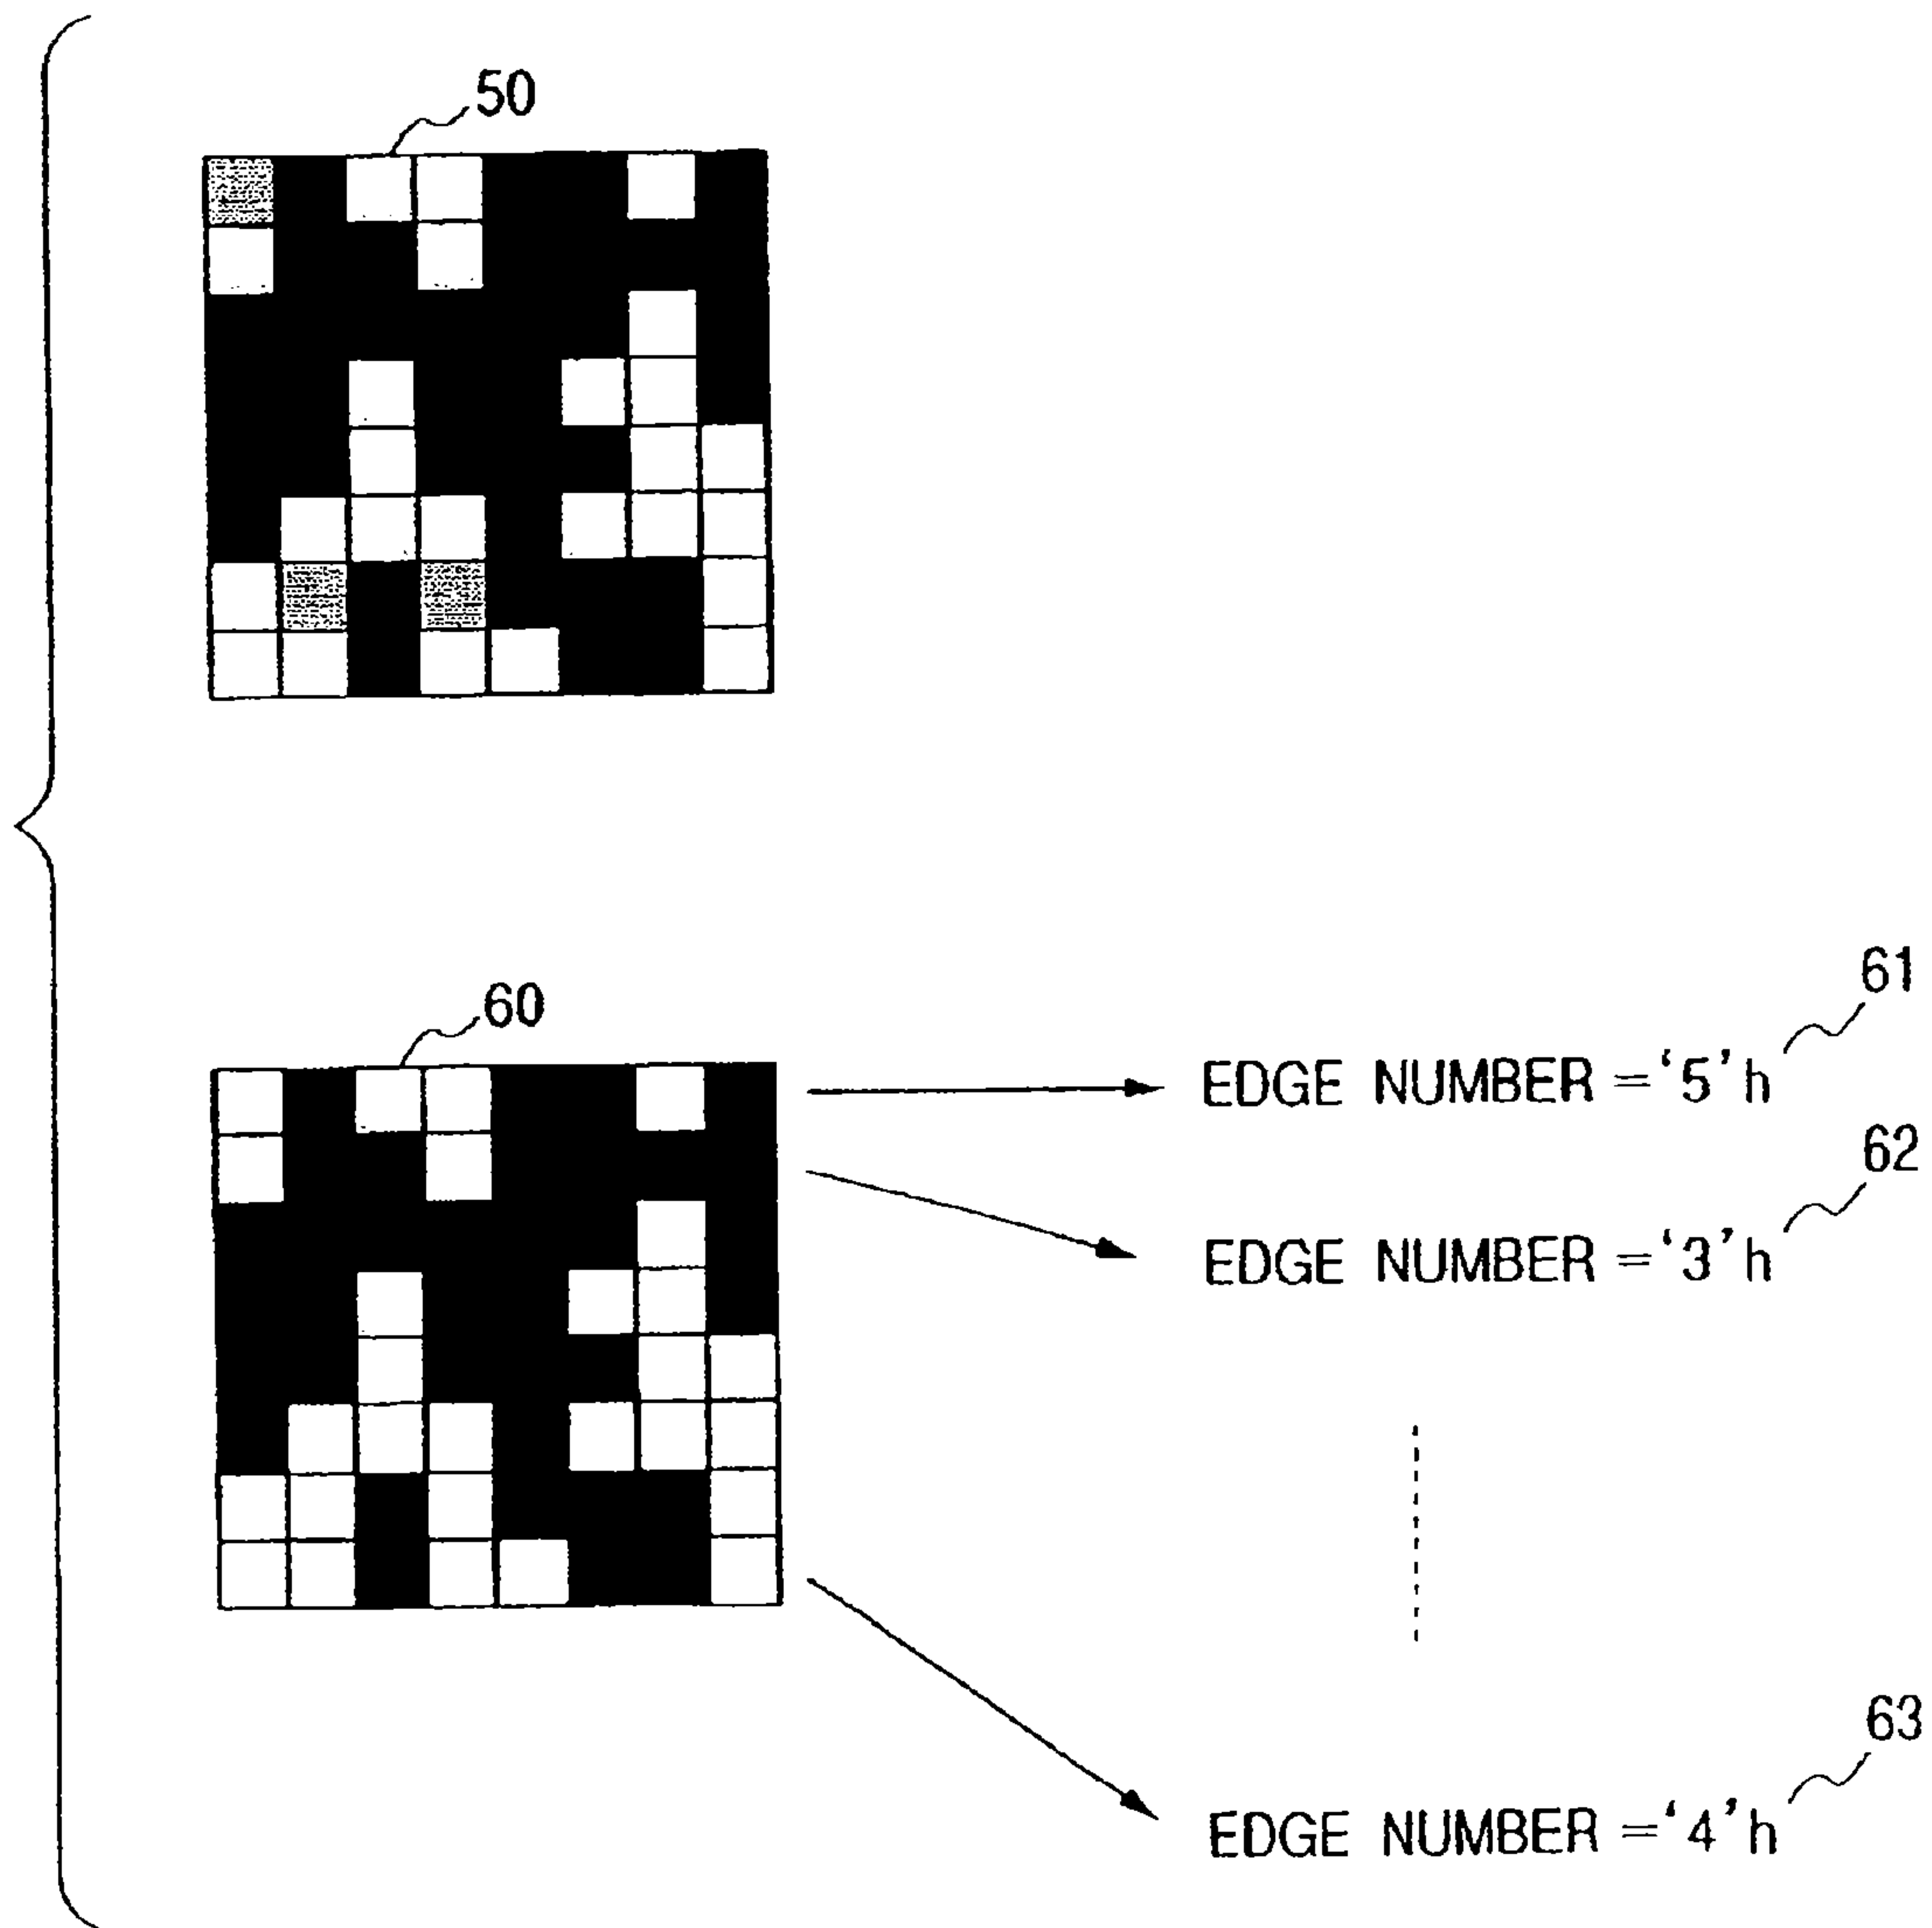 50
60
61
EDGE NUMBER ='5'h
62
EDGE NUMBER ='3'h
63
EDGE NUMBER ='4'h